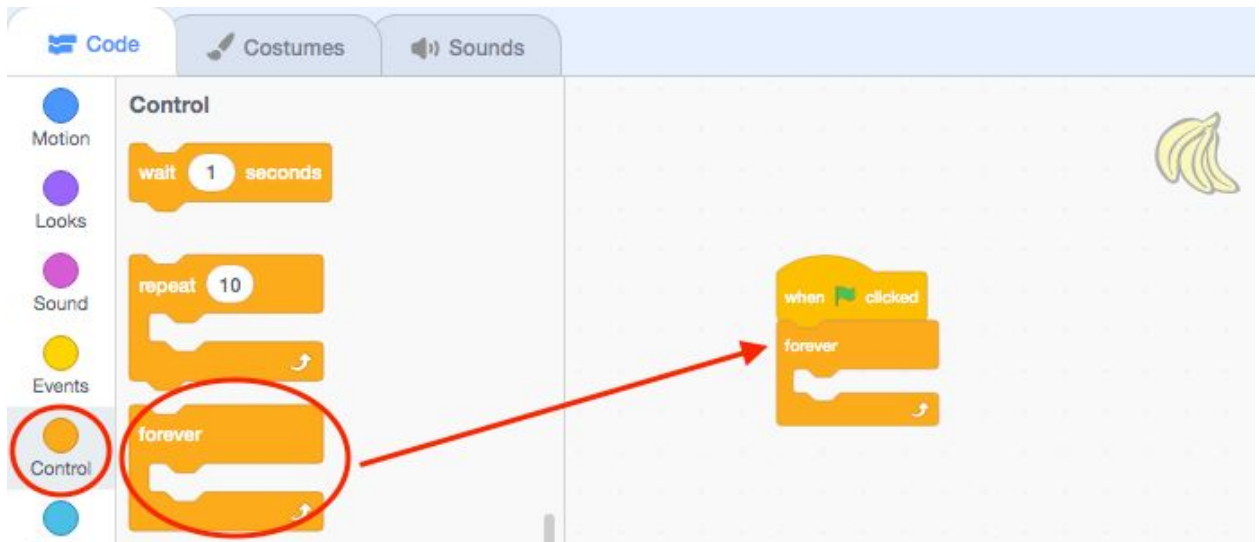 Code Costumes Sounds
Motion
Looks
Sound
Events
Control
Control
wait 1 seconds
repeat 10
forever
when clicked
forever